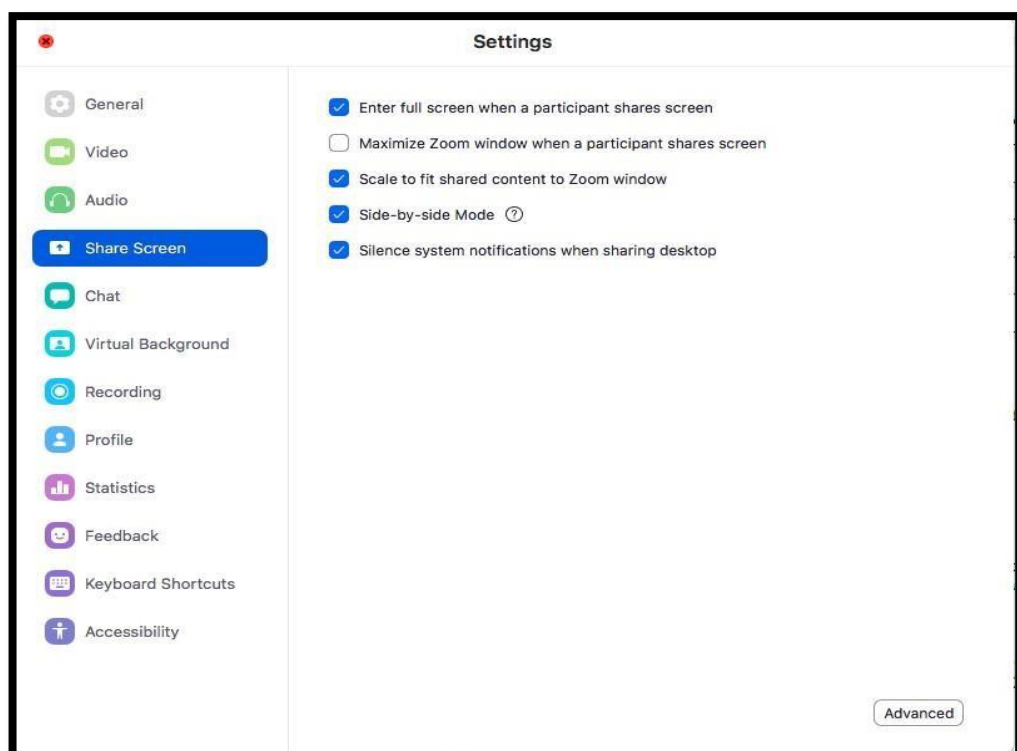 Settings
General
Video
Audio
Share Screen
Chat
Virtual Background
Recording
Profile
Statistics
Feedback
Keyboard Shortcuts
Accessibility
Enter full screen when a participant shares screen
Maximize Zoom window when a participant shares screen
Scale to fit shared content to Zoom window
Side-by-side Mode ?
Silence system notifications when sharing desktop
Advanced